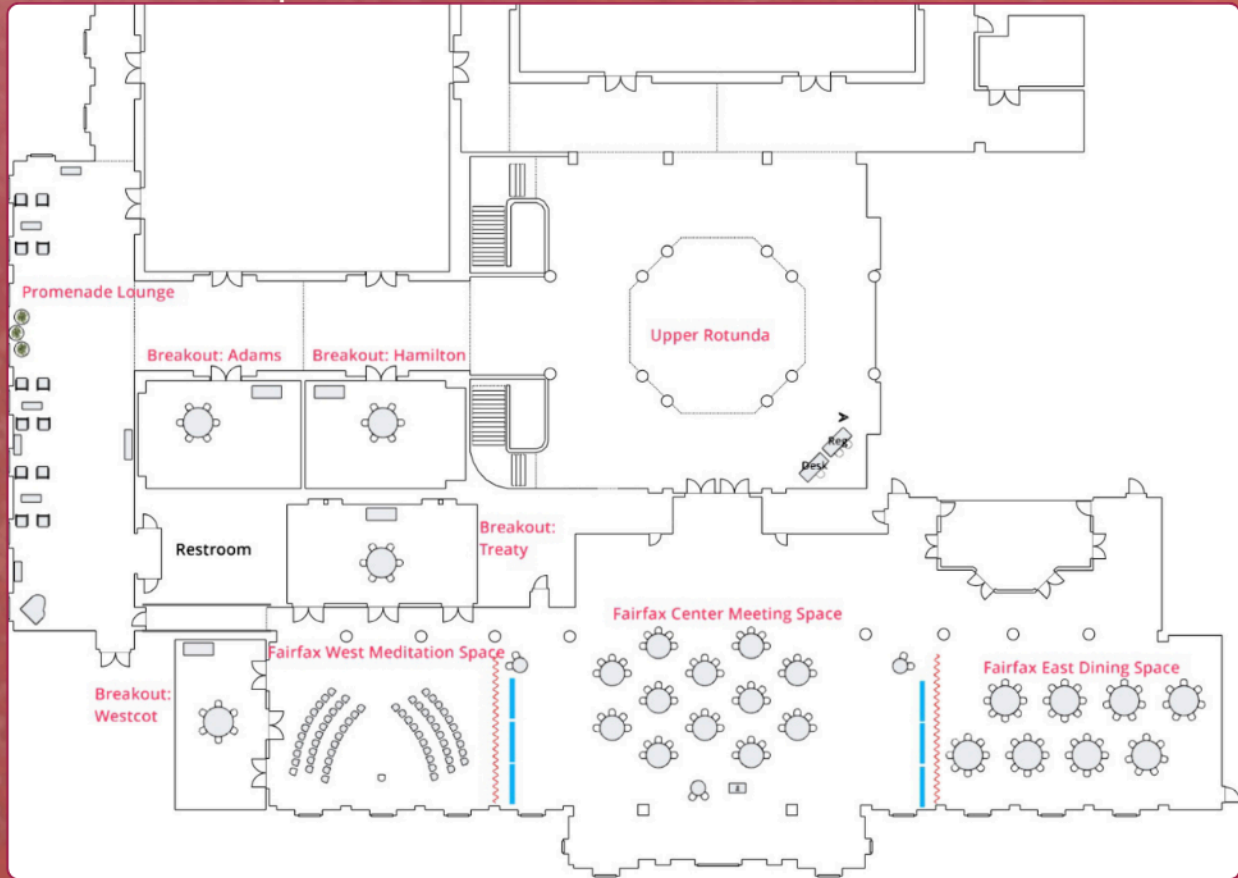 Promenade Lounge
Breakout: Adams
Breakout: Hamilton
Upper Rotunda
Reg
Desk
Restroom
Breakout:
Treaty
Fairfax Center Meeting Space
Fairfax West Meditation Space
Fairfax East Dining Space
Breakout:
Westcot